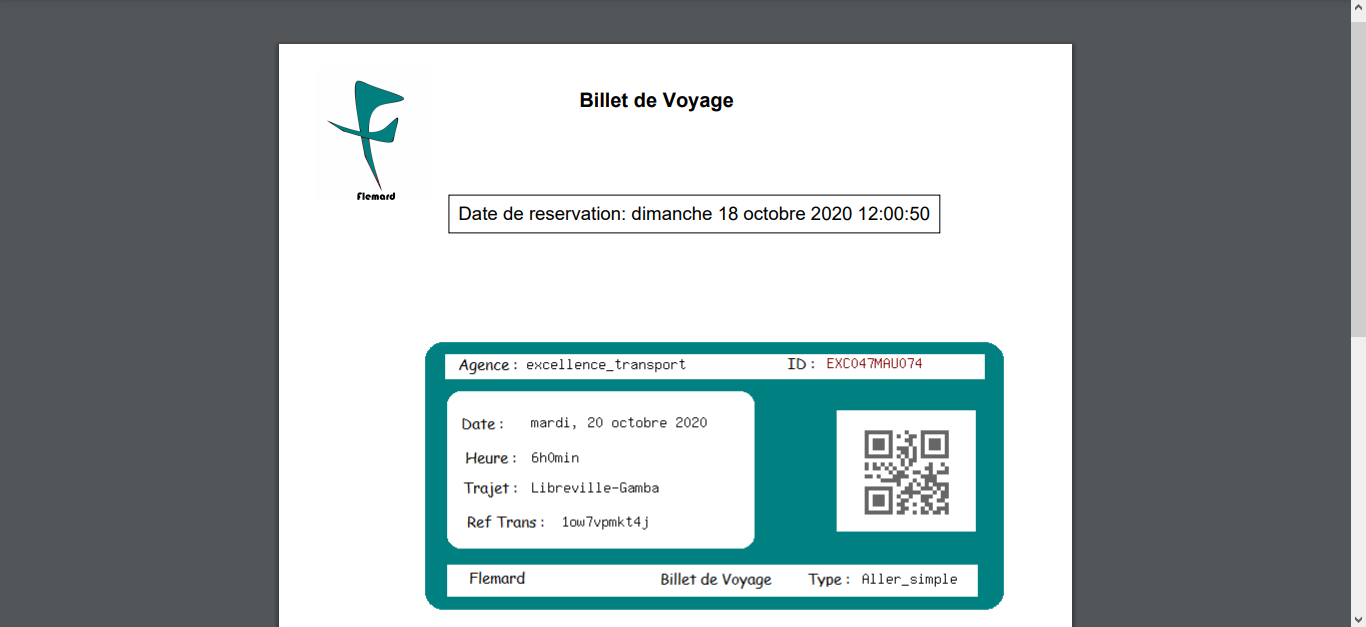 Billet de Voyage
Flemard
Date de reservation: dimanche 18 octobre 2020 12:00:50
Agence : excellence_transport ID : EXC047MAU074
Date : mardi, 20 octobre 2020
Heure : 6h0min
Trajet : Libreville-Gamba
Ref Trans : 1ow7vpmkt4j
Flemard Billet de Voyage Type : Aller_simple